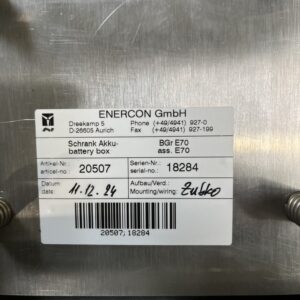 ENERCON GmbH
Dreekamp 5 Phone (+49/4941) 927-0
D-26605 Aurich Fax (+49/4941) 927-199
Schrank Akku- BGr E70
battery box ass. E70
Artikel-Nr.: Serien-Nr.:
articel-no.: 20507 serial-no.: 18284
Datum Aufbau/Verd.:
date: 11.12.24 Mounting/wiring:
20507;18284